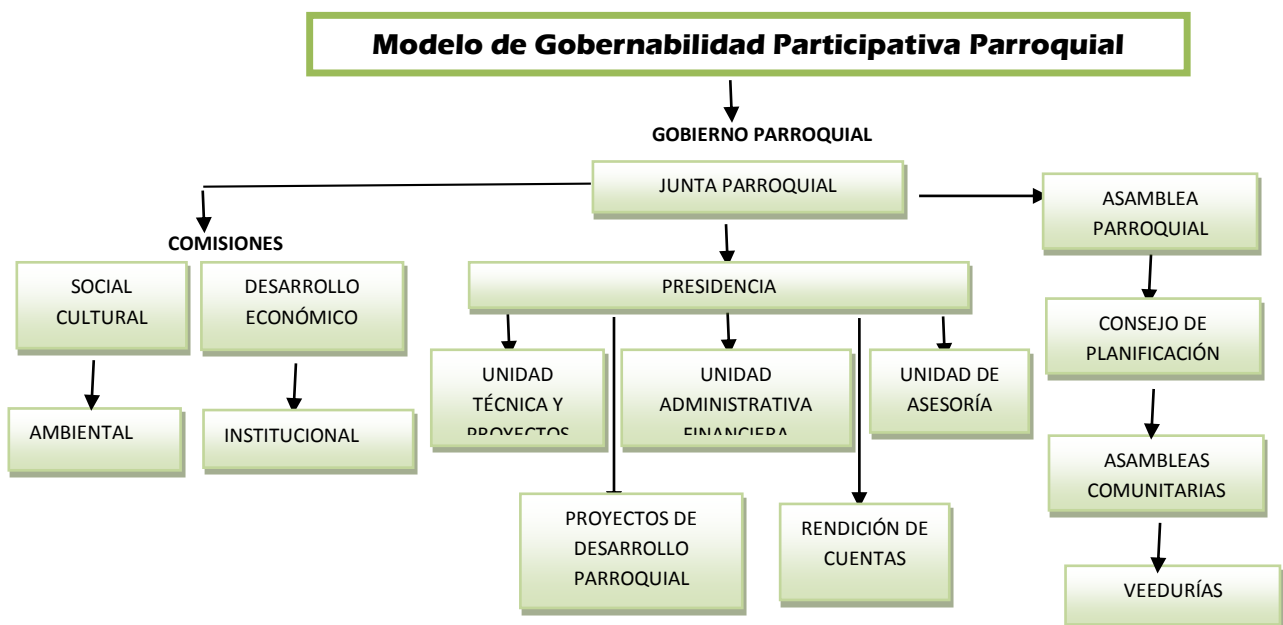 Modelo de Gobernabilidad Participativa Parroquial
GOBIERNO PARROQUIAL
JUNTA PARROQUIAL
ASAMBLEA
PARROQUIAL
COMISIONES
SOCIAL
CULTURAL
DESARROLLO
ECONÓMICO
PRESIDENCIA
CONSEJO DE
PLANIFICACIÓN
UNIDAD
TÉCNICA Y
PROYECTOS
UNIDAD
ADMINISTRATIVA
FINANCIERA
UNIDAD DE
ASESORÍA
AMBIENTAL
INSTITUCIONAL
ASAMBLEAS
COMUNITARIAS
PROYECTOS DE
DESARROLLO
PARROQUIAL
RENDICIÓN DE
CUENTAS
VEEDURÍAS